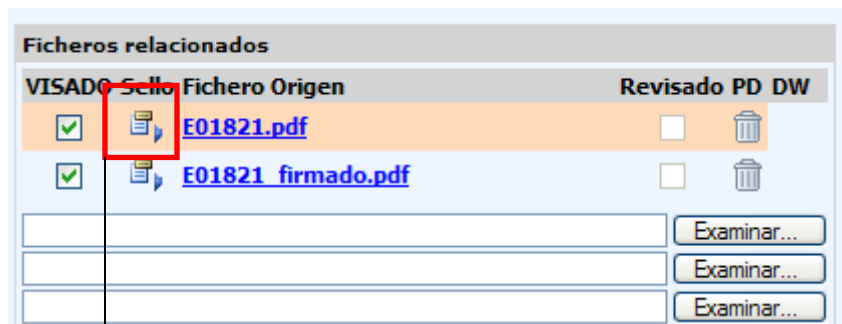 Ficheros relacionados
VISADO Sello Fichero Origen Revisado PD DW
E01821.pdf
E01821_firmado.pdf
Examinar...
Examinar...
Examinar...